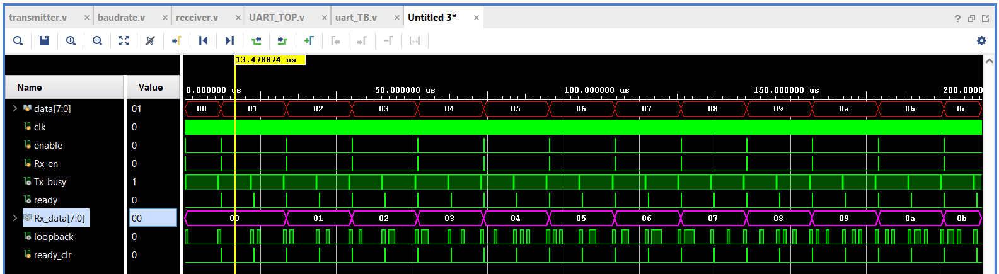 transmitter.v × baudrate.v × receiver.v × UART_TOP.v × uart_TB.v × Untitled 3* ×
?
13.478874 us
Name Value
0.000000 us 50.000000 us 100.000000 us 150.000000 us 200.0000
data[7:0] 01 00 01 02 03 04 05 06 07 08 09 0a 0b 0c
clk 0
enable 0
Rx_en 0
Tx_busy 1
ready 0
Rx_data[7:0] 00 00 01 02 03 04 05 06 07 08 09 0a 0b
loopback 0
ready_clr 0